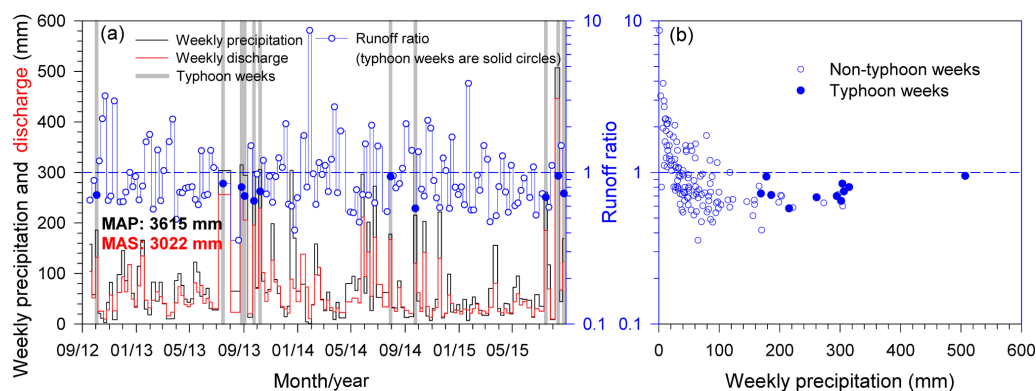 Weekly precipitation and discharge (mm)
600
500
400
300
200
100
0
(a)
Weekly precipitation
Weekly discharge
Typhoon weeks
Runoff ratio
(typhoon weeks are solid circles)
MAP: 3615 mm
MAS: 3022 mm
10
1
0.1
Runoff ratio
09/12
01/13
05/13
09/13
01/14
05/14
09/14
01/15
05/15
Month/year
10
1
0.1
(b)
Non-typhoon weeks
Typhoon weeks
0
100
200
300
400
500
600
Weekly precipitation (mm)